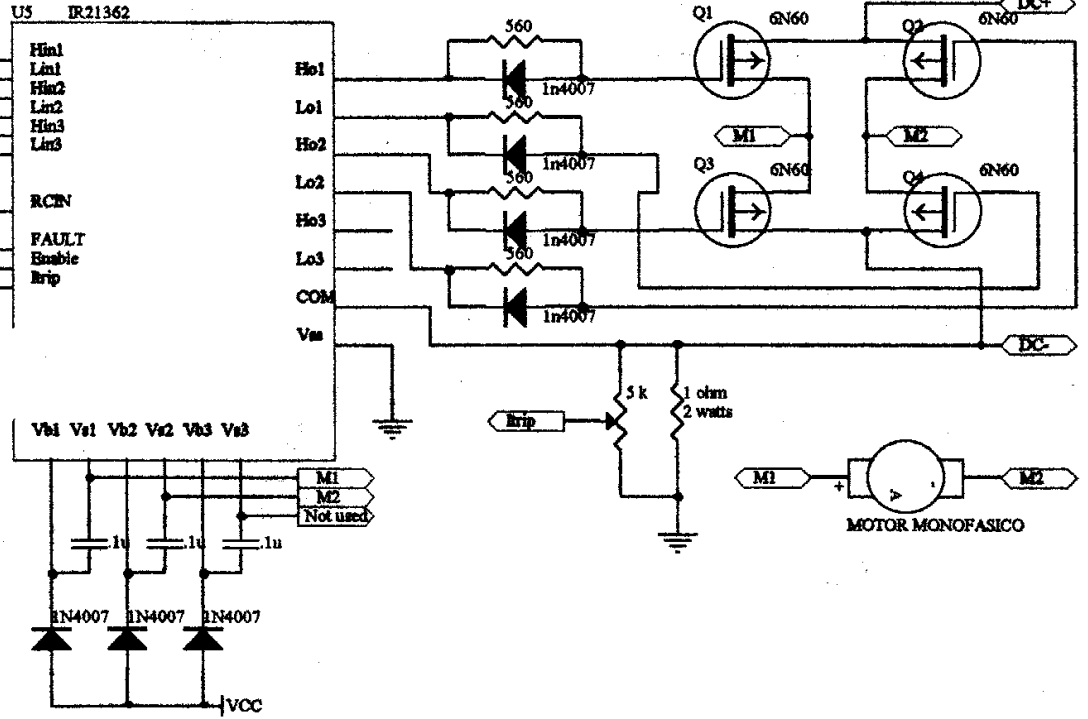 U5 IR21362
Hin1
Lin1
Hin2
Lin2
Hin3
Lin3
RCIN
FAULT
Enable
Itrip
Ho1
Lo1
Ho2
Lo2
Ho3
Lo3
COM
Vss
Vb1 Vs1 Vb2 Vs2 Vb3 Vs3
560
1n4007
560
1n4007
560
1n4007
560
1n4007
Q1
6N60
Q2
6N60
DC+
M1
M2
Q3
6N60
Q4
6N60
DC-
5 k
1 ohm
2 watts
Itrip
M1
M2
Not used
.1u
.1u
.1u
1N4007
1N4007
1N4007
VCC
M1
+
A
-
M2
MOTOR MONOFASICO